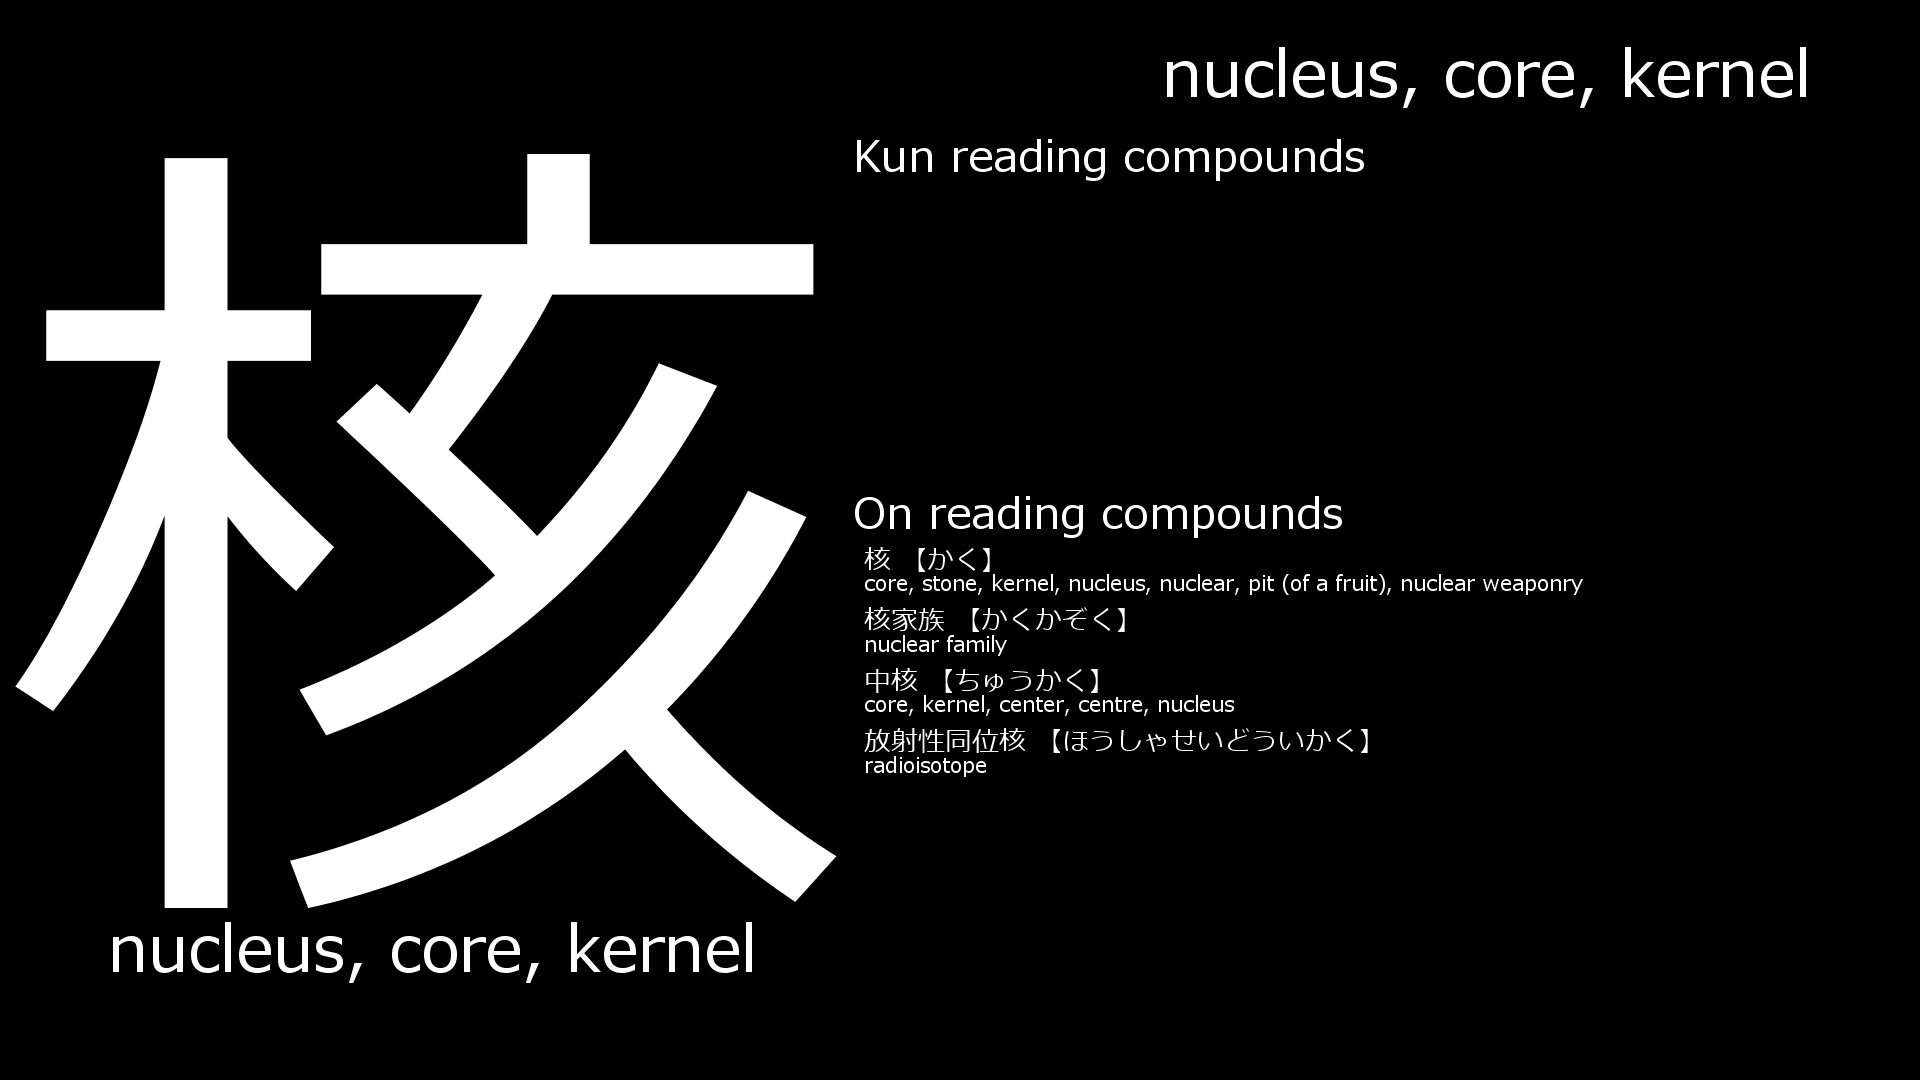 核
nucleus, core, kernel
nucleus, core, kernel
Kun reading compounds
On reading compounds
核 【かく】
core, stone, kernel, nucleus, nuclear, pit (of a fruit), nuclear weaponry
核家族 【かくかぞく】
nuclear family
中核 【ちゅうかく】
core, kernel, center, centre, nucleus
放射性同位核 【ほうしゃせいどういかく】
radioisotope